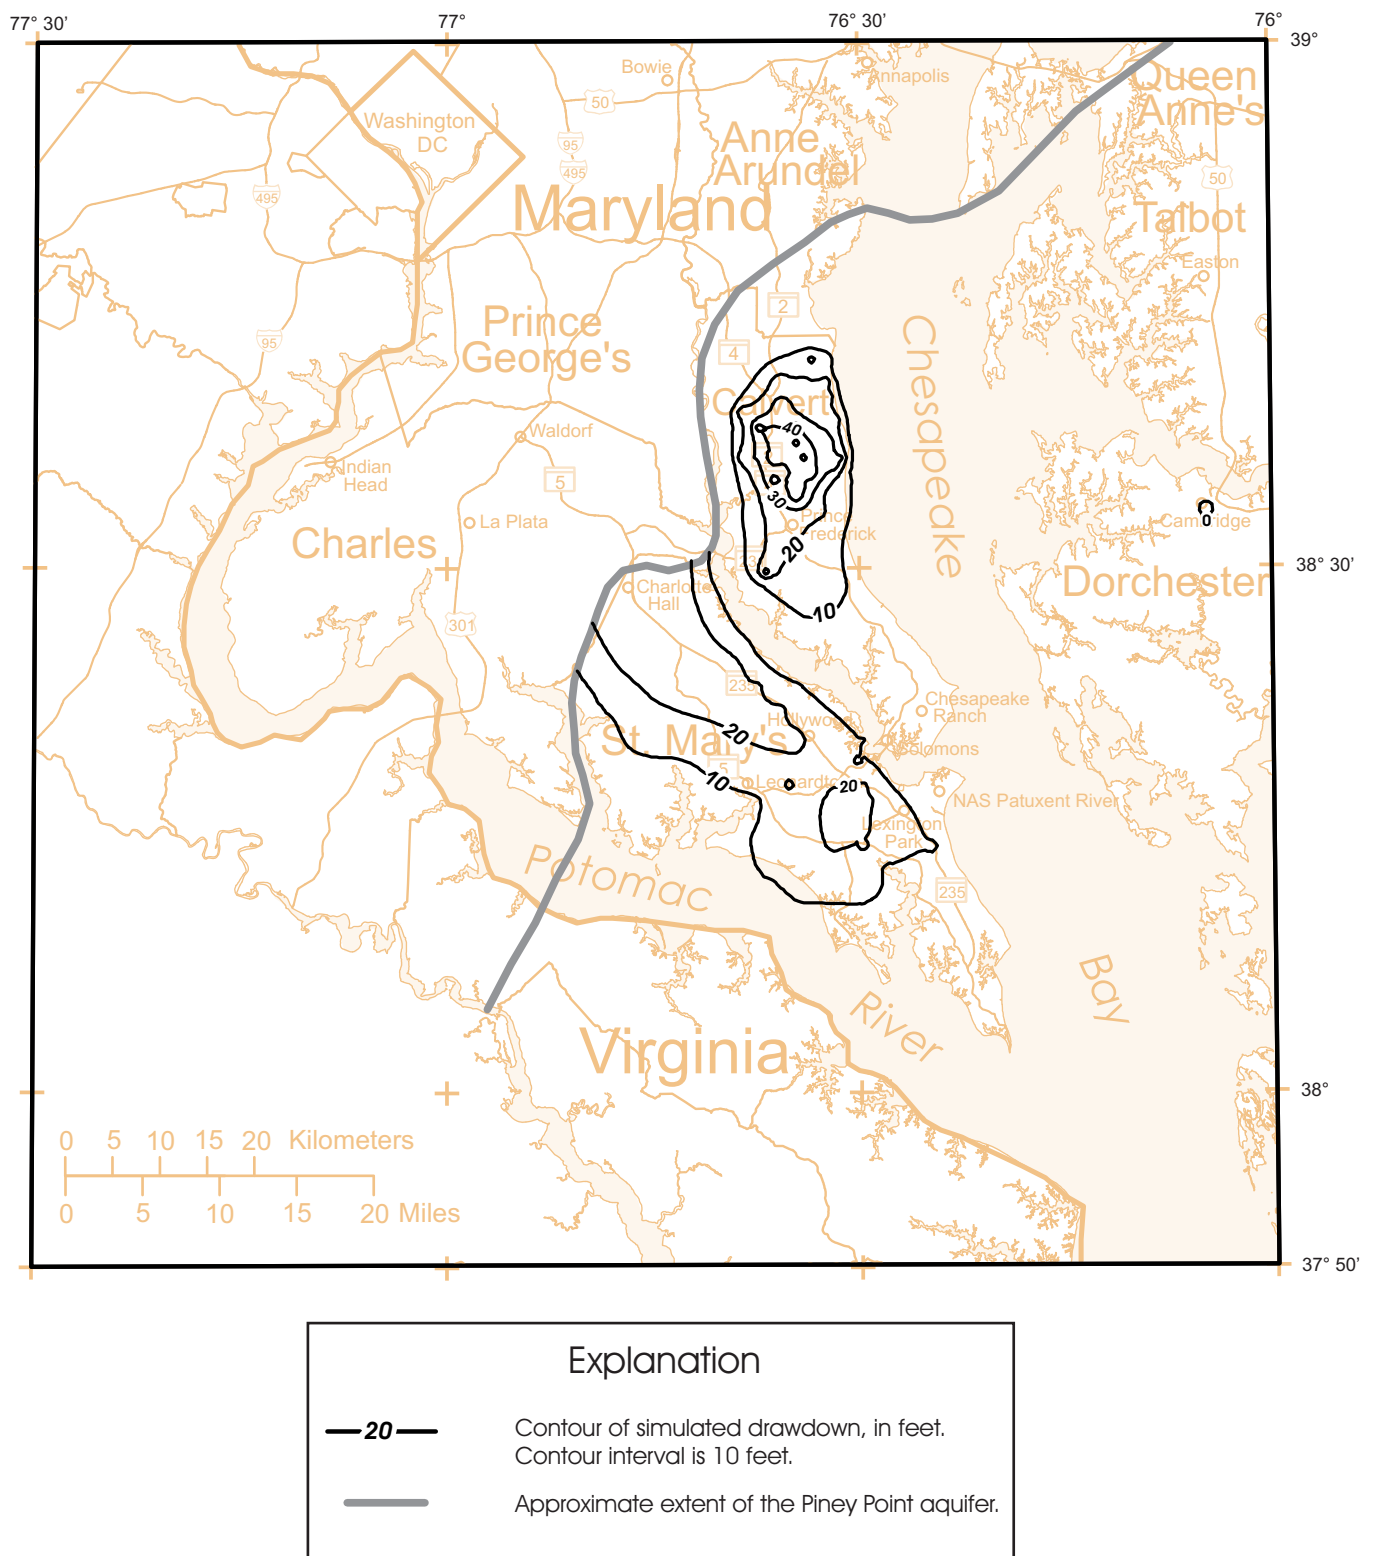 77° 30’
77°
76° 30’
76°
39°
Bowie
Annapolis
Queen
Anne's
50
Washington
DC
95
495
Anne
Arundel
50
495
Maryland
Talbot
Easton
2
Prince
George's
95
4
Chesapeake
Calvert
Waldorf
40
Indian
Head
5
30
La Plata
Prince
Frederick
Cambridge
0
Charles
20
38° 30’
Dorchester
Charlotte
Hall
10
301
235
Chesapeake
Ranch
Hollywood
20
St. Mary's
Solomons
5
10
Leonardtown
20
NAS Patuxent River
Lexington
Park
Potomac
235
Bay
River
Virginia
38°
0 5 10 15 20 Kilometers
0 5 10 15 20 Miles
37° 50’
Explanation
20
Contour of simulated drawdown, in feet.
Contour interval is 10 feet.
Approximate extent of the Piney Point aquifer.